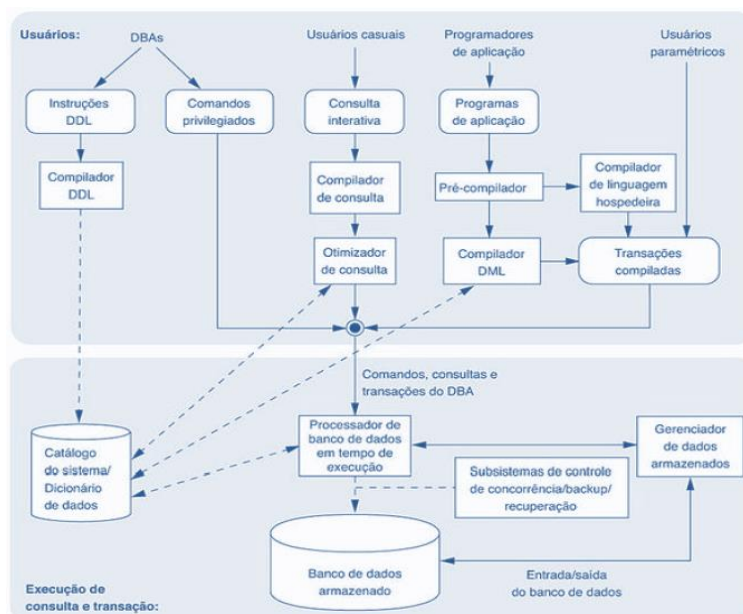 Usuários:
DBAs
Usuários casuais
Programadores
de aplicação
Usuários
paramétricos
Instruções
DDL
Comandos
privilegiados
Consulta
interativa
Programas
de aplicação
Compilador
DDL
Compilador
de consulta
Pré-compilador
Compilador
de linguagem
hospedeira
Otimizador
de consulta
Compilador
DML
Transações
compiladas
Comandos, consultas e
transações do DBA
Catálogo
do sistema/
Dicionário
de dados
Processador de
banco de dados
em tempo de
execução
Gerenciador
de dados
armazenados
Subsistemas de controle
de concorrência/backup/
recuperação
Banco de dados
armazenado
Entrada/saída
do banco de dados
Execução de
consulta e transação: